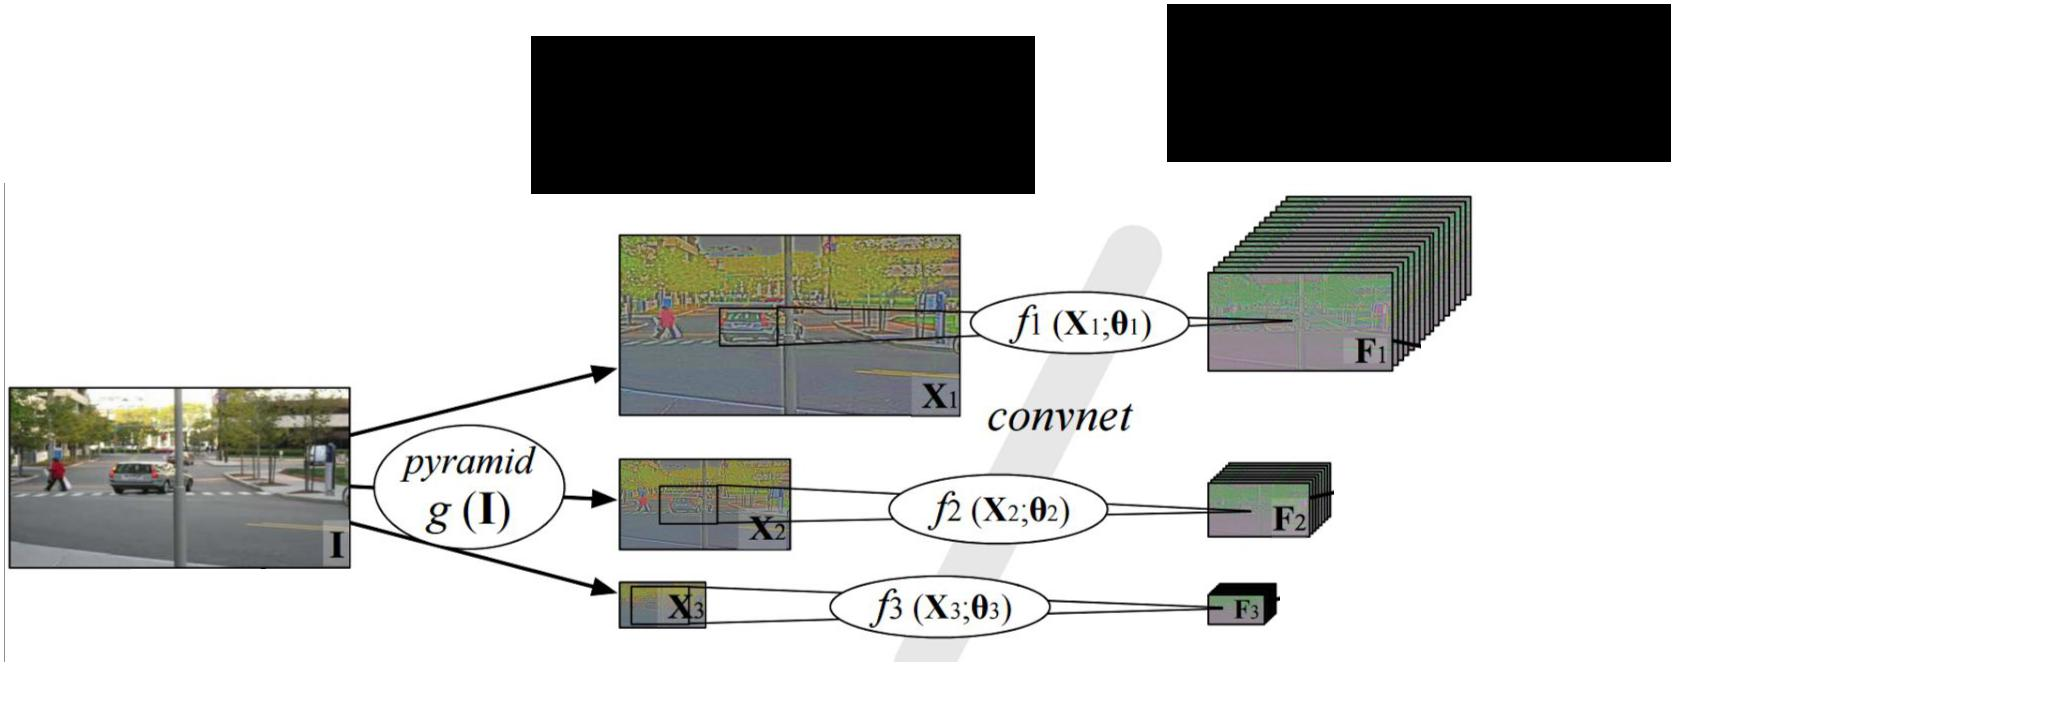 I
pyramid
g (I)
X1
f1 (X1;θ1)
F1
convnet
X2
f2 (X2;θ2)
F2
X3
f3 (X3;θ3)
F3